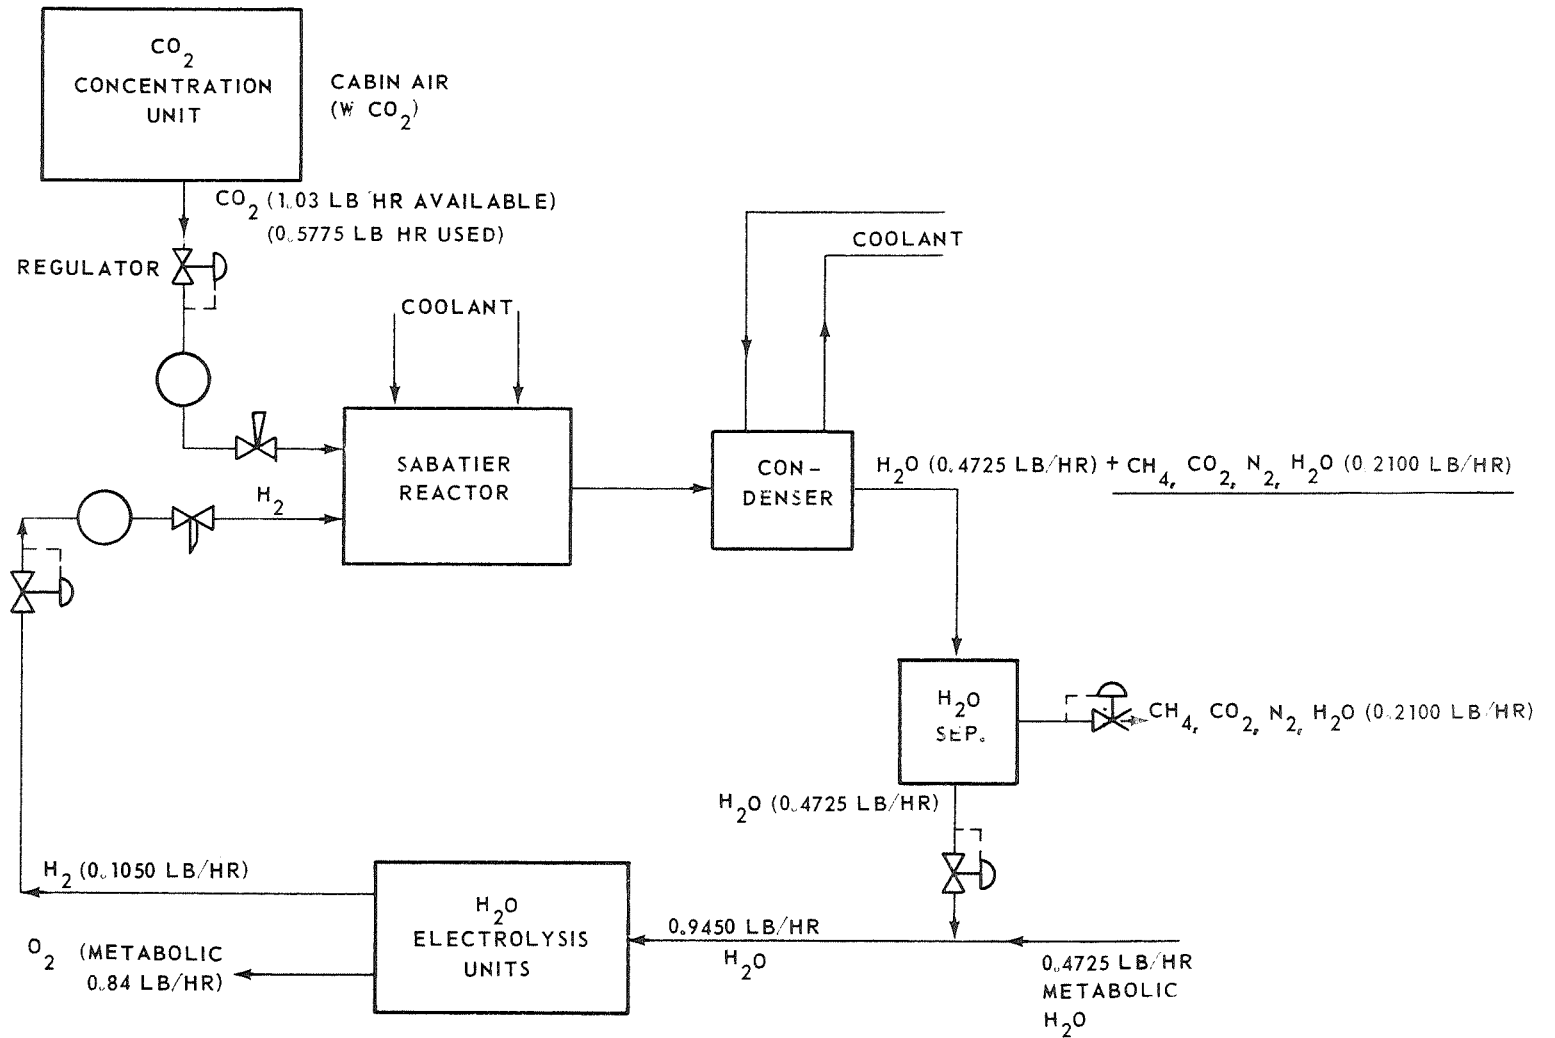 CO2
CONCENTRATION
UNIT
CABIN AIR
(W CO2)
CO2 (1.03 LB HR AVAILABLE)
(0.5775 LB HR USED)
REGULATOR
COOLANT
COOLANT
SABATIER
REACTOR
CON-
DENSER
H2O (0.4725 LB/HR) + CH4, CO2, N2, H2O (0.2100 LB/HR)
H2
H2O
SEP.
CH4, CO2, N2, H2O (0.2100 LB/HR)
H2O (0.4725 LB/HR)
H2 (0.1050 LB/HR)
H2O
ELECTROLYSIS
UNITS
0.9450 LB/HR
H2O
O2 (METABOLIC
0.84 LB/HR)
0.4725 LB/HR
METABOLIC
H2O